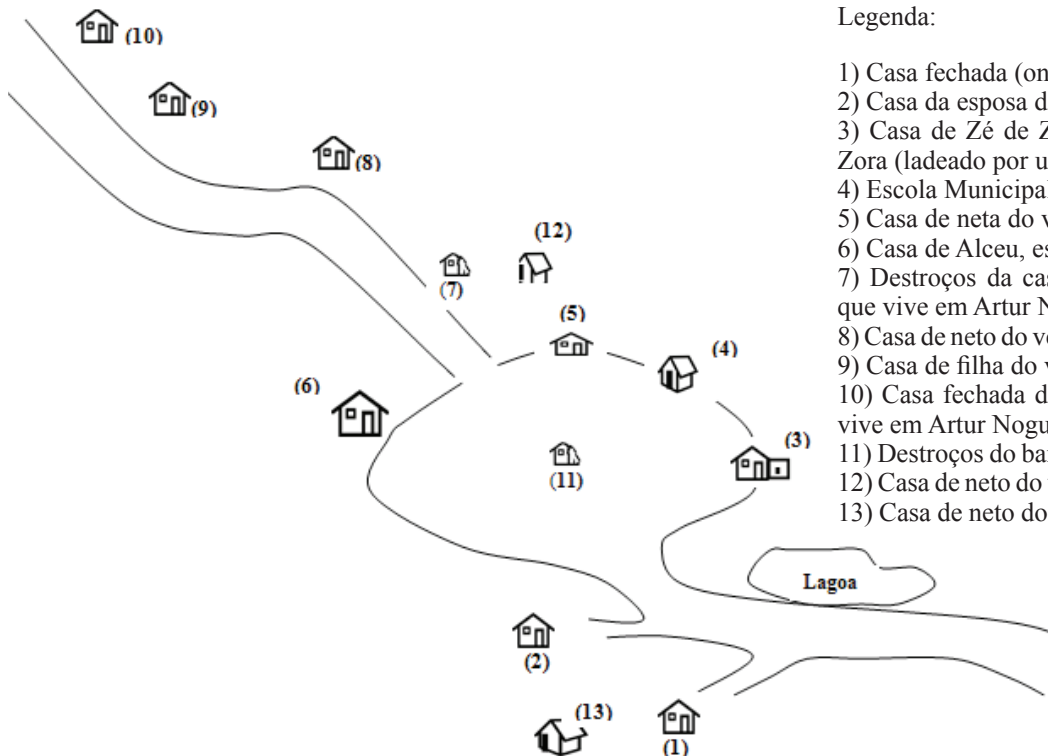 Legenda:
1) Casa fechada (on
2) Casa da esposa d
3) Casa de Zé de Z
Zora (ladeado por u
4) Escola Municipa
5) Casa de neta do v
6) Casa de Alceu, es
7) Destroços da cas
que vive em Artur N
8) Casa de neto do ve
9) Casa de filha do v
10) Casa fechada d
vive em Artur Nogu
11) Destroços do bar
12) Casa de neto do
13) Casa de neto do
(10)
(9)
(8)
(12)
(7)
(5)
(4)
(6)
(3)
(11)
Lagoa
(2)
(13)
(1)